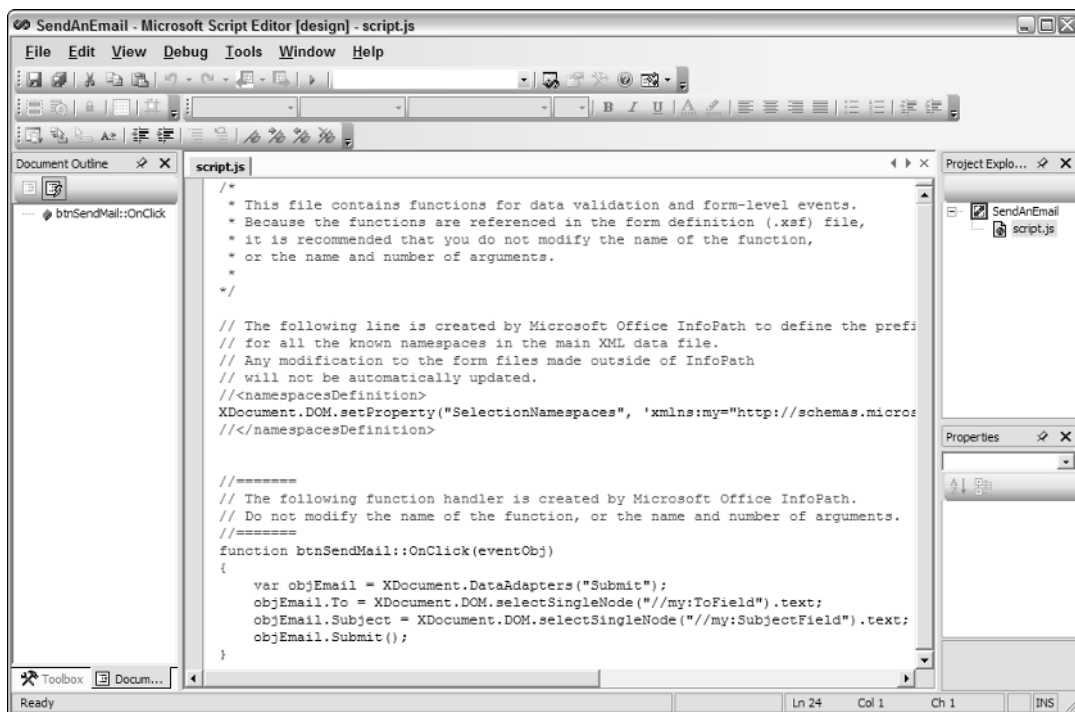 SendAnEmail - Microsoft Script Editor [design] - script.js
File Edit View Debug Tools Window Help
B I U A
Document Outline
script.js
Project Explo...
btnSendMail::OnClick
SendAnEmail
script.js
/*
* This file contains functions for data validation and form-level events.
* Because the functions are referenced in the form definition (.xsf) file,
* it is recommended that you do not modify the name of the function,
* or the name and number of arguments.
*
*/
// The following line is created by Microsoft Office InfoPath to define the prefi
// for all the known namespaces in the main XML data file.
// Any modification to the form files made outside of InfoPath
// will not be automatically updated.
//<namespacesDefinition>
XDocument.DOM.setProperty("SelectionNamespaces", 'xmlns:my="http://schemas.micros
//</namespacesDefinition>
//=======
// The following function handler is created by Microsoft Office InfoPath.
// Do not modify the name of the function, or the name and number of arguments.
//=======
function btnSendMail::OnClick(eventObj)
{
var objEmail = XDocument.DataAdapters("Submit");
objEmail.To = XDocument.DOM.selectSingleNode("//my:ToField").text;
objEmail.Subject = XDocument.DOM.selectSingleNode("//my:SubjectField").text;
objEmail.Submit();
}
Properties
Toolbox
Docum...
Ready
Ln 24 Col 1 Ch 1 INS